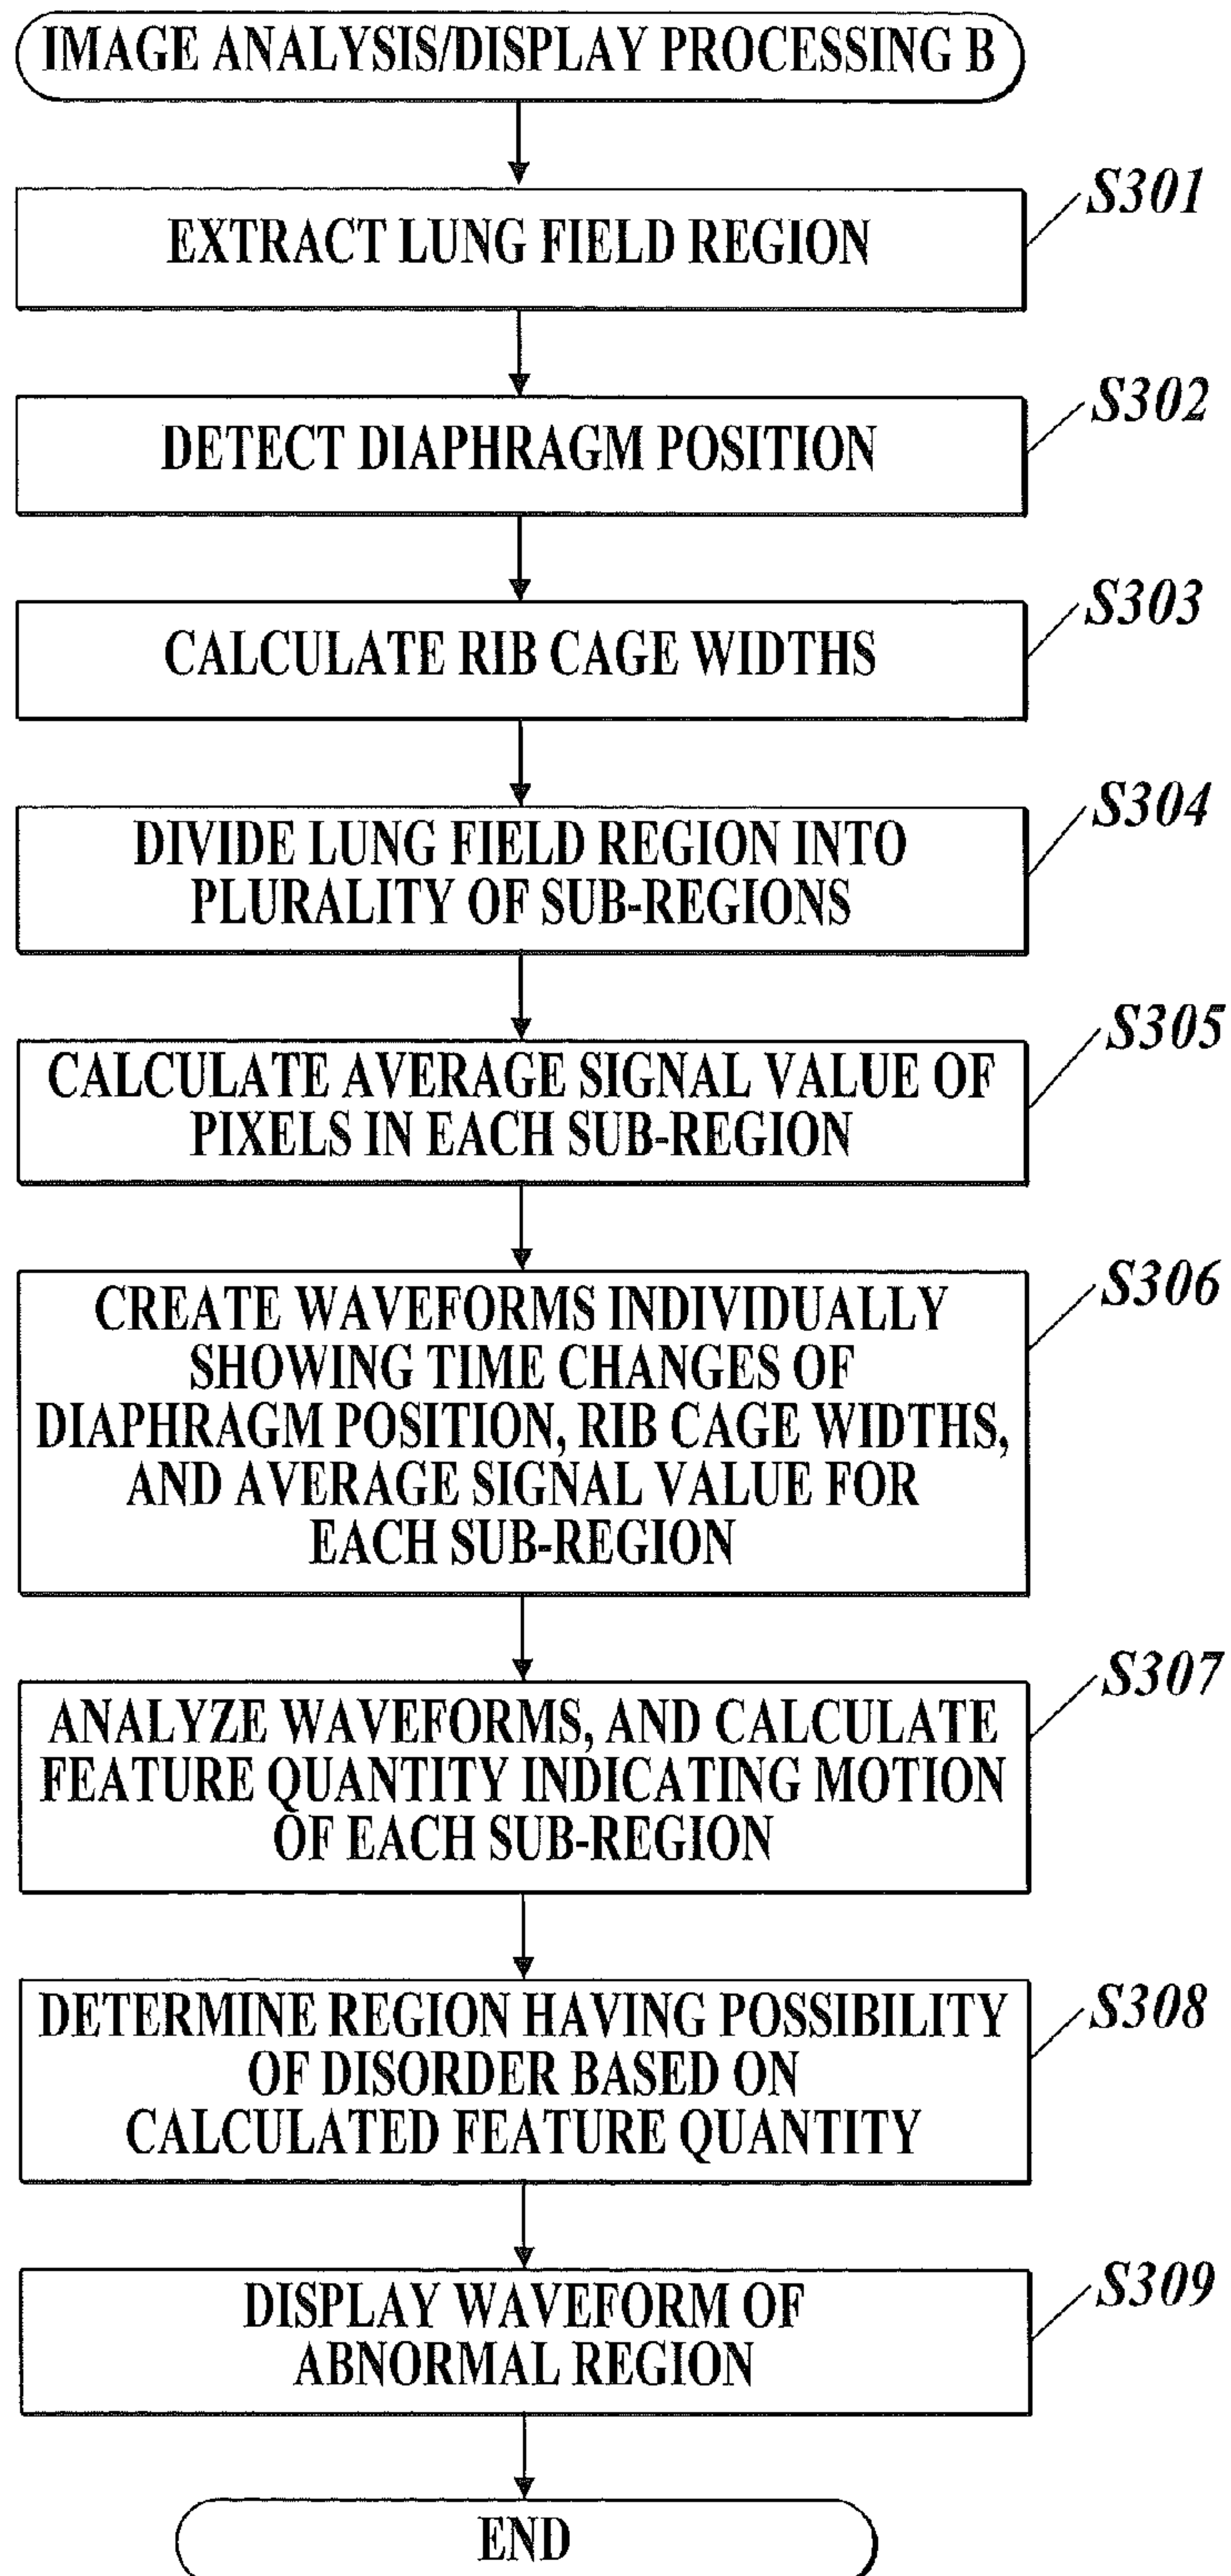 IMAGE ANALYSIS/DISPLAY PROCESSING B
S301
EXTRACT LUNG FIELD REGION
S302
DETECT DIAPHRAGM POSITION
S303
CALCULATE RIB CAGE WIDTHS
S304
DIVIDE LUNG FIELD REGION INTO
PLURALITY OF SUB-REGIONS
S305
CALCULATE AVERAGE SIGNAL VALUE OF
PIXELS IN EACH SUB-REGION
S306
CREATE WAVEFORMS INDIVIDUALLY
SHOWING TIME CHANGES OF
DIAPHRAGM POSITION, RIB CAGE WIDTHS,
AND AVERAGE SIGNAL VALUE FOR
EACH SUB-REGION
S307
ANALYZE WAVEFORMS, AND CALCULATE
FEATURE QUANTITY INDICATING MOTION
OF EACH SUB-REGION
S308
DETERMINE REGION HAVING POSSIBILITY
OF DISORDER BASED ON
CALCULATED FEATURE QUANTITY
S309
DISPLAY WAVEFORM OF
ABNORMAL REGION
END